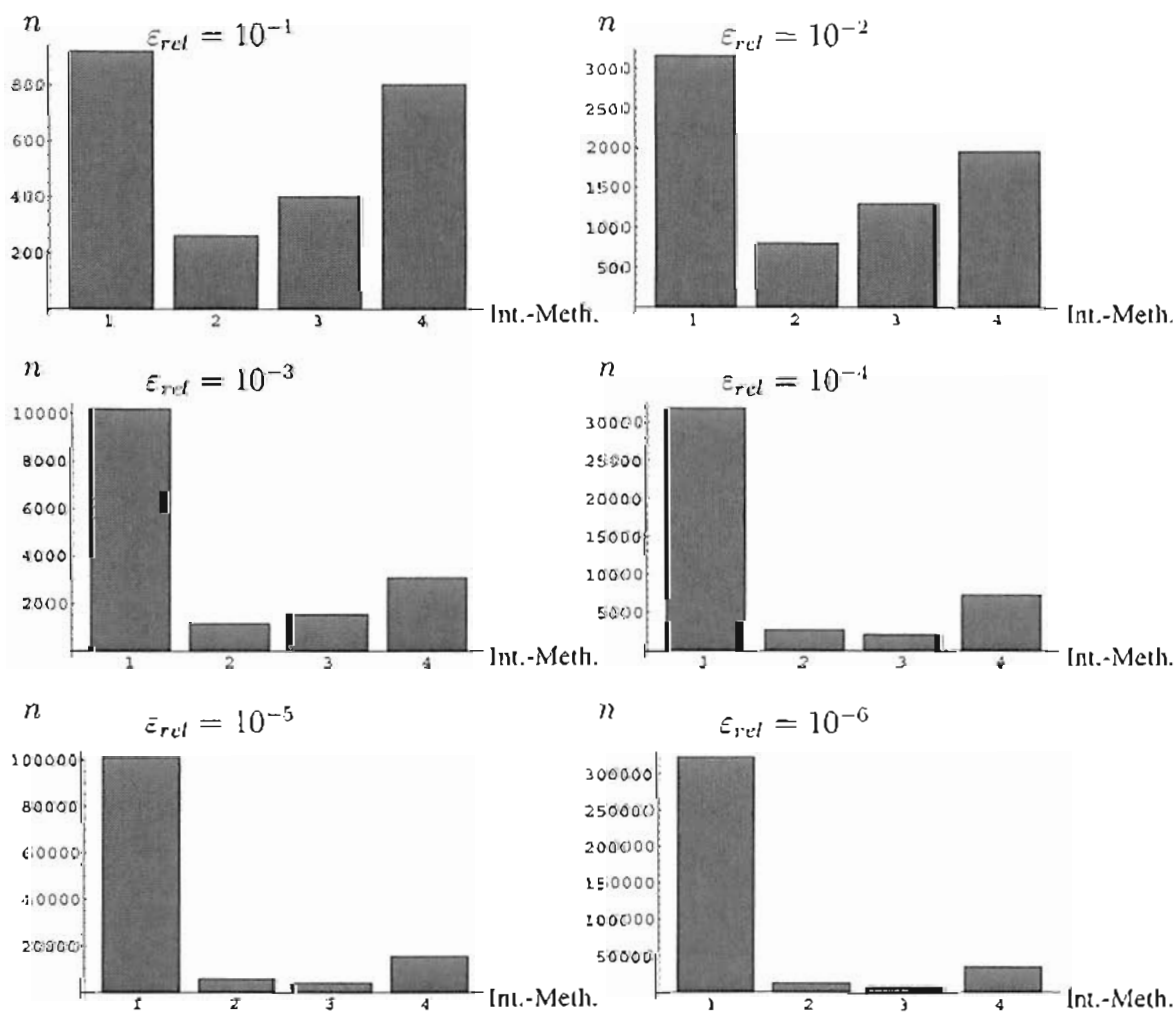 n
ε_rel = 10⁻¹
800
600
400
200
1 2 3 4 Int.-Meth.
n
ε_rel = 10⁻²
3000
2500
2000
1500
1000
500
1 2 3 4 Int.-Meth.
n
ε_rel = 10⁻³
10000
8000
6000
4000
2000
1 2 3 4 Int.-Meth.
n
ε_rel = 10⁻⁴
30000
25000
20000
15000
10000
5000
1 2 3 4 Int.-Meth.
n
ε_rel = 10⁻⁵
100000
80000
60000
40000
20000
1 2 3 4 Int.-Meth.
n
ε_rel = 10⁻⁶
300000
250000
200000
150000
100000
50000
1 2 3 4 Int.-Meth.